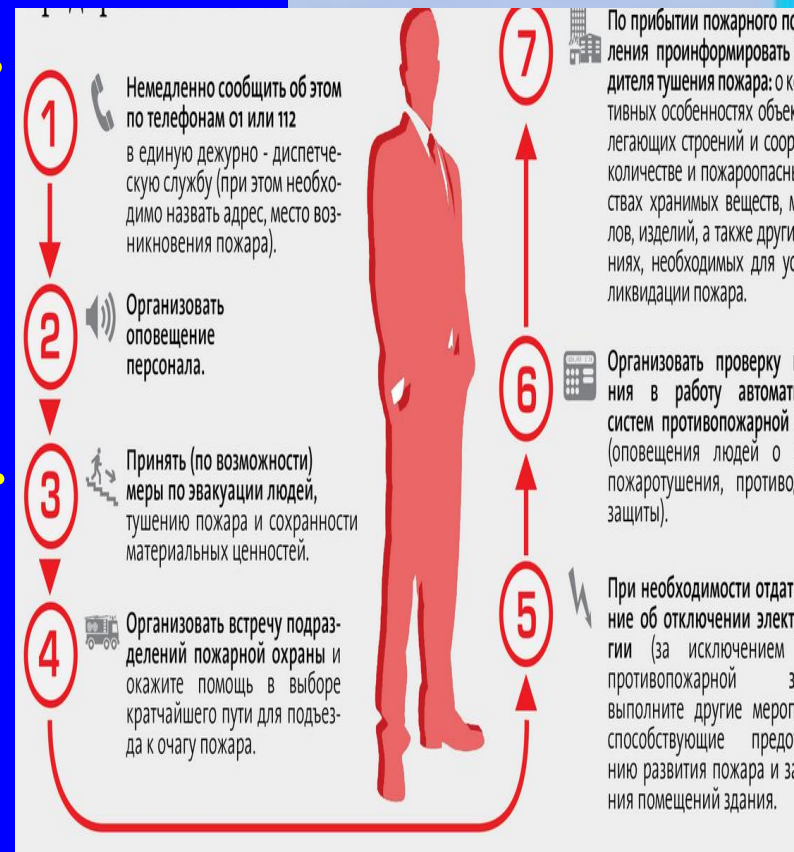 1
Немедленно сообщить об этом
по телефонам 01 или 112
в единую дежурно - диспетче-
скую службу (при этом необхо-
димо назвать адрес, место воз-
никновения пожара).
2
Организовать
оповещение
персонала.
3
Принять (по возможности)
меры по эвакуации людей,
тушению пожара и сохранности
материальных ценностей.
4
Организовать встречу подраз-
делений пожарной охраны и
окажите помощь в выборе
кратчайшего пути для подъез-
да к очагу пожара.
5
При необходимости отдат
ние об отключении элект
гии (за исключением
противопожарной з
выполните другие мероп
способствующие предо
нию развития пожара и за
ния помещений здания.
6
Организовать проверку
ния в работу автомат
систем противопожарной
(оповещения людей о
пожаротушения, противод
защиты).
7
По прибытии пожарного по
ления проинформировать
дителя тушения пожара: о к
тивных особенностях объек
легающих строений и соор
количестве и пожароопасн
ствах хранимых веществ, м
лов, изделий, а также други
ниях, необходимых для ус
ликвидации пожара.